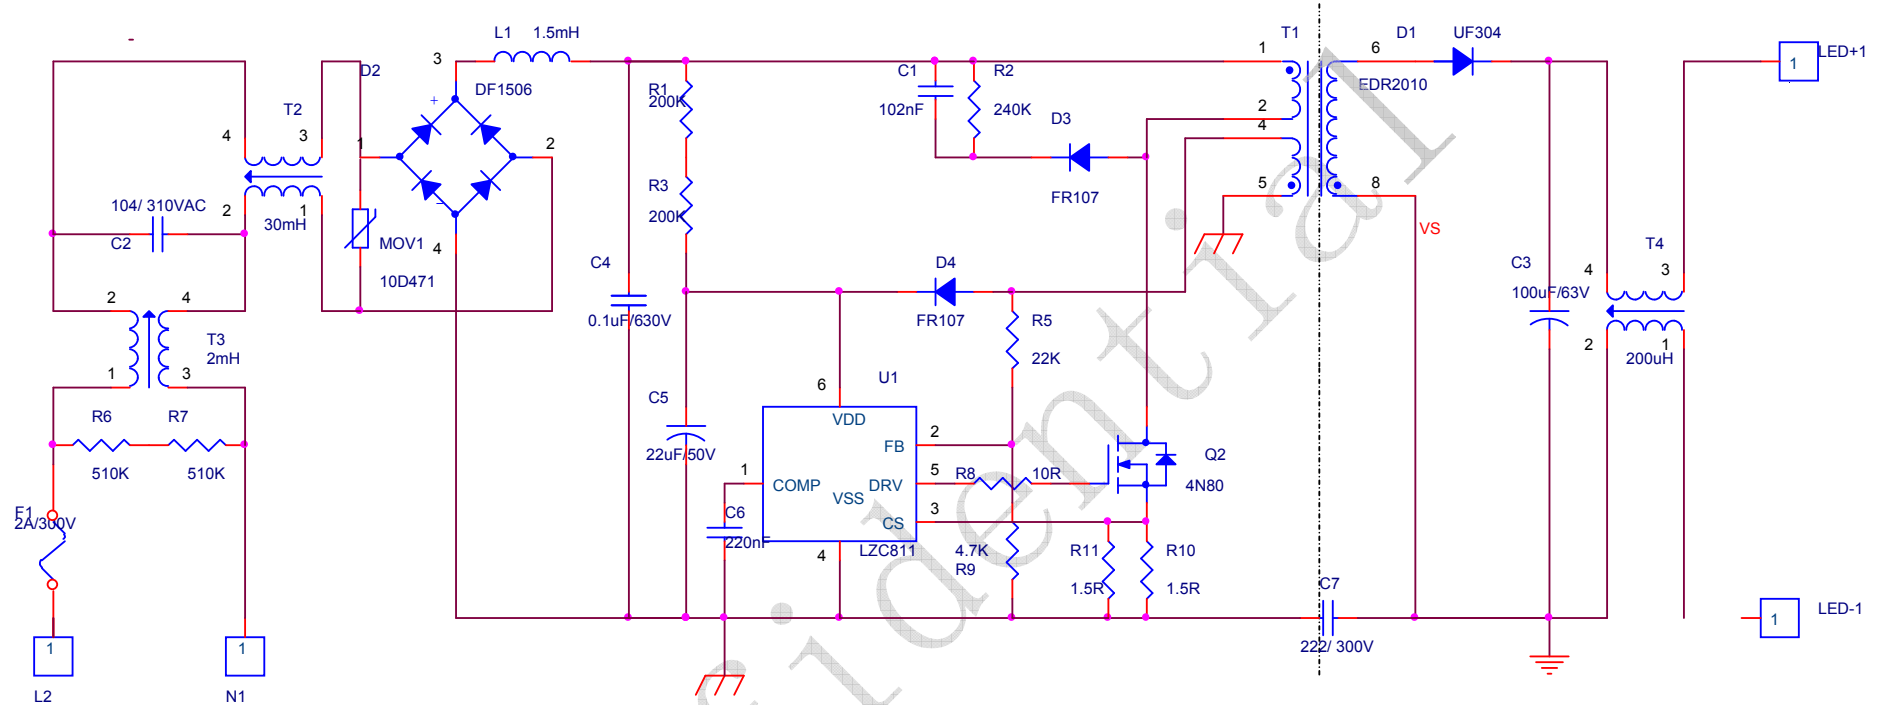 L1 1.5mH
T1
D1
UF304
LED+1
1
3
1
6
D2
DF1506
C1
R2
+
R1
200K
102nF
240K
EDR2010
T2
2
4
D3
4
3
1
2
R3
200K
FR107
5
8
104/ 310VAC
2
1
30mH
C2
MOV1
4
VS
10D471
C4
D4
C3
T4
4
3
100uF/63V
2
4
0.1uF/630V
FR107
R5
T3
2mH
22K
2
1
200uH
1
3
6
U1
C5
R6
R7
VDD
2
FB
22uF/50V
Q2
510K
510K
1
COMP
5
DRV
R8
10R
4N80
VSS
F1
2A/300V
C6
220nF
3
CS
4
LZC811
4.7K
R9
R11
R10
1.5R
1.5R
C7
LED-1
1
222/ 300V
1
1
L2
N1
fidential